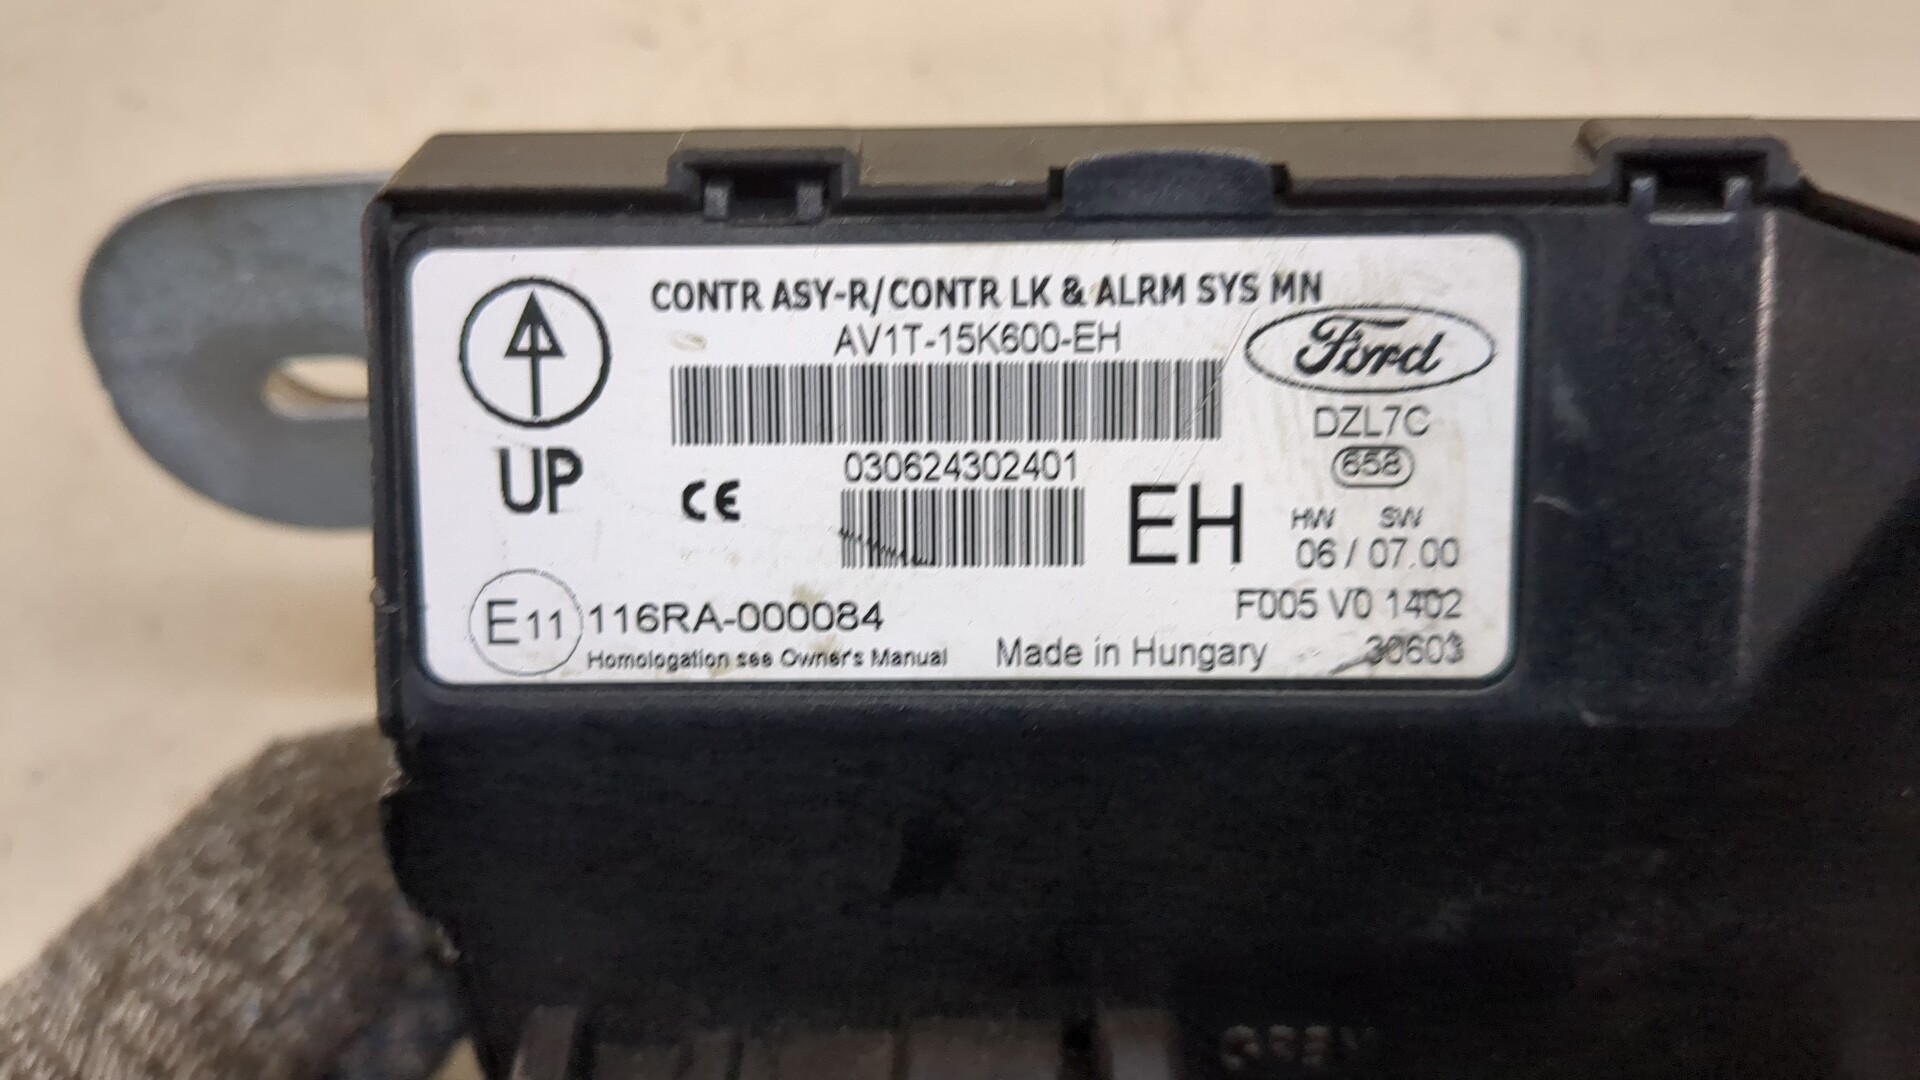 CONTR ASY-R/CONTR LK & ALRM SYS MN
AV1T-15K600-EH
Ford
DZL7C
658
UP
CE
030624302401
EH
HW SW
06 / 07.00
E11 116RA-000084
F005 V0 1402
Homologation see Owner's Manual
Made in Hungary
30603